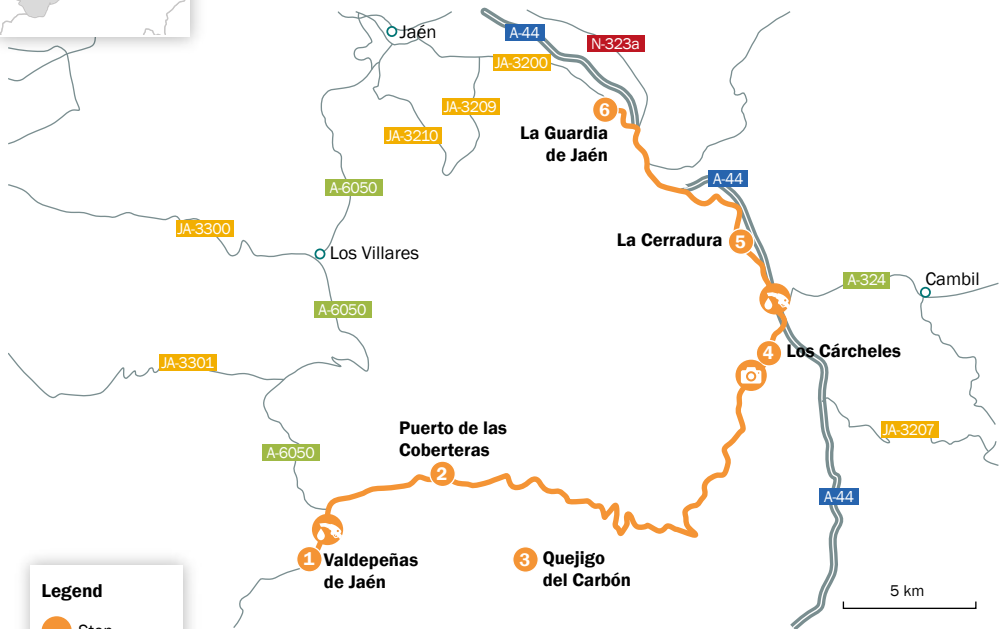 Jaén
A-44
N-323a
JA-3200
JA-3209
6
JA-3210
La Guardia
de Jaén
A-44
A-6050
JA-3300
La Cerradura
5
Los Villares
A-324
Cambil
A-6050
4
Los Cárcheles
JA-3301
Puerto de las
Coberteras
JA-3207
A-6050
2
A-44
1
Valdepeñas
de Jaén
3
Quejigo
del Carbón
Legend
5 km
Stop